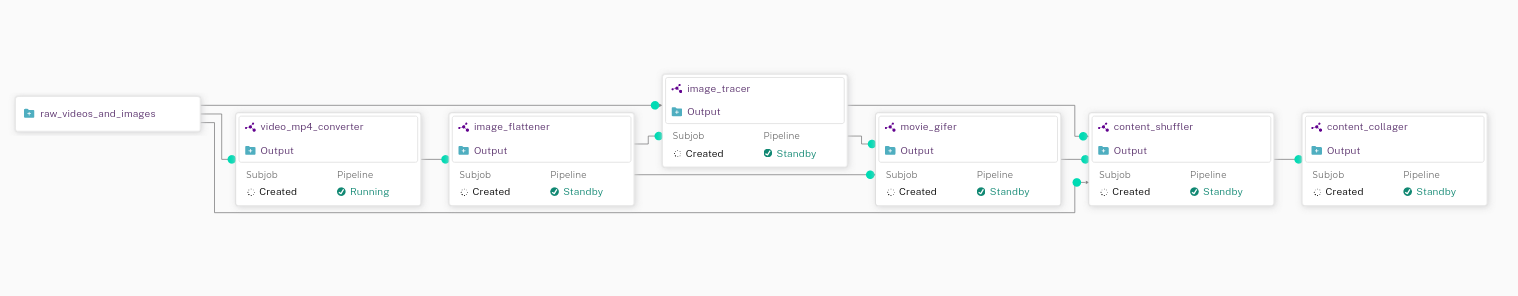 raw_videos_and_images
video_mp4_converter
Output
Subjob Pipeline
Created Running
image_flattener
Output
Subjob Pipeline
Created Standby
image_tracer
Output
Subjob Pipeline
Created Standby
movie_gifer
Output
Subjob Pipeline
Created Standby
content_shuffler
Output
Subjob Pipeline
Created Standby
content_collager
Output
Subjob Pipeline
Created Standby